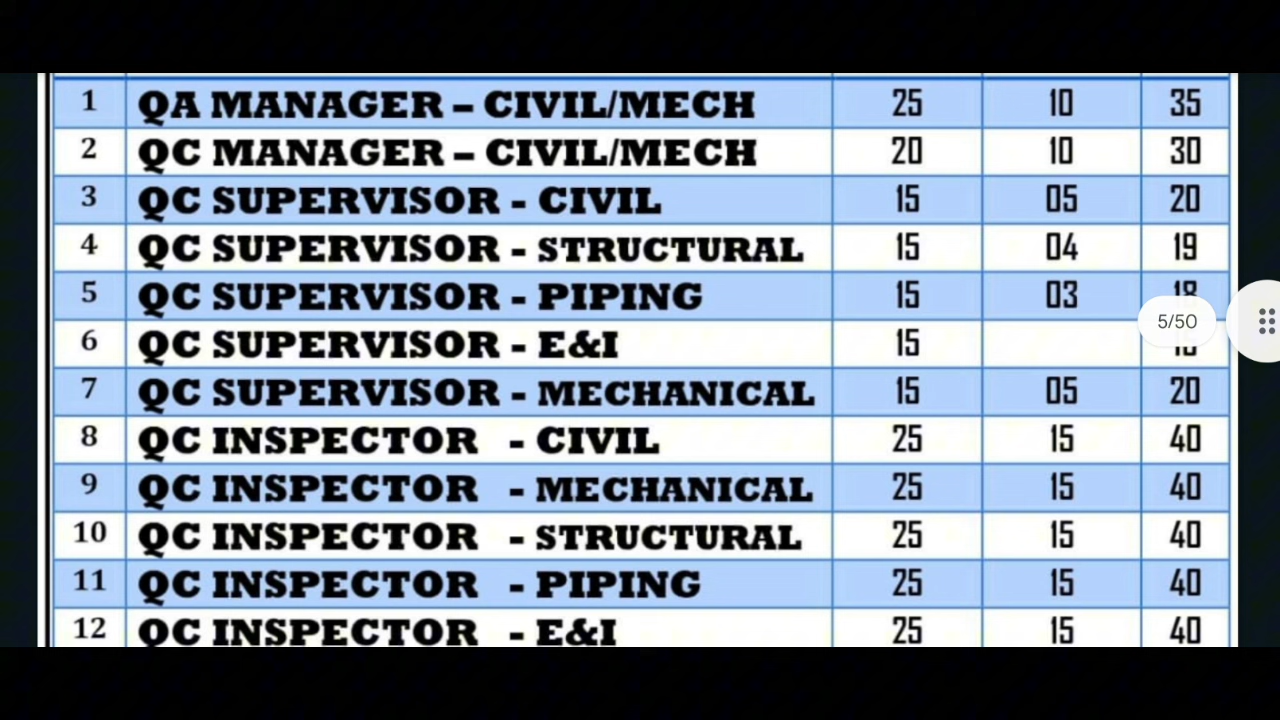 1 QA MANAGER – CIVIL/MECH 25 10 35
2 QC MANAGER – CIVIL/MECH 20 10 30
3 QC SUPERVISOR - CIVIL 15 05 20
4 QC SUPERVISOR - STRUCTURAL 15 04 19
5 QC SUPERVISOR - PIPING 15 03 18
5/50
6 QC SUPERVISOR - E&I 15
7 QC SUPERVISOR - MECHANICAL 15 05 20
8 QC INSPECTOR - CIVIL 25 15 40
9 QC INSPECTOR - MECHANICAL 25 15 40
10 QC INSPECTOR - STRUCTURAL 25 15 40
11 QC INSPECTOR - PIPING 25 15 40
12 QC INSPECTOR - E&I 25 15 40